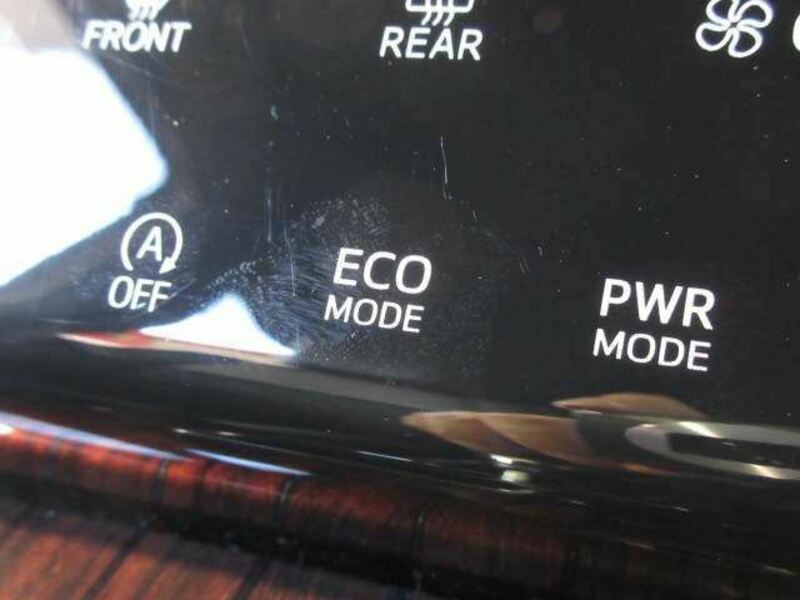 FRONT
REAR
A
OFF
ECO
MODE
PWR
MODE